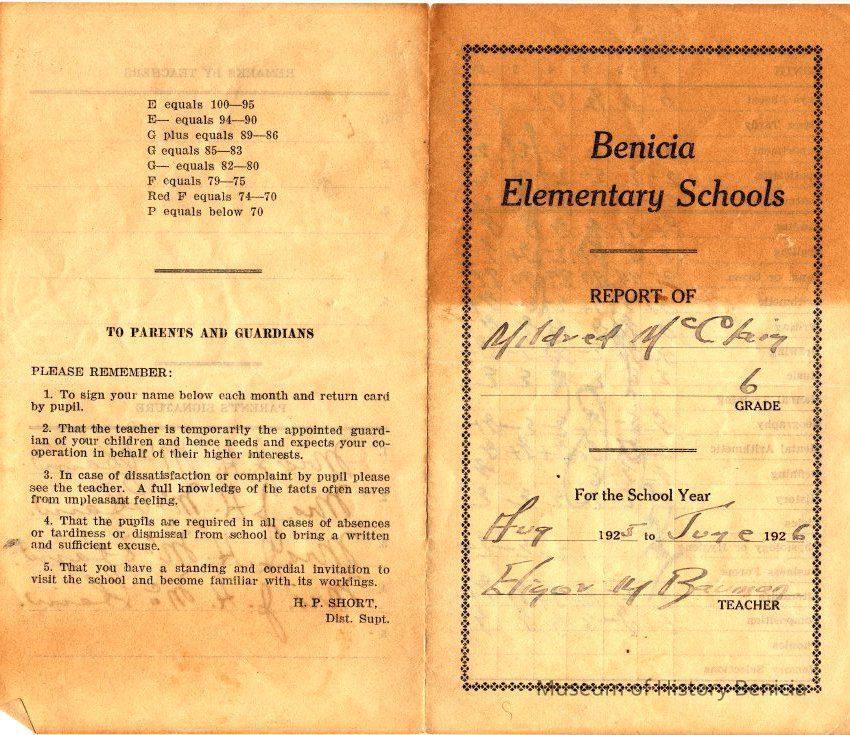 E equals 100—95
E— equals 94—90
G plus equals 89—86
G equals 85—83
G— equals 82—80
F equals 79—75
Red F equals 74—70
P equals below 70
TO PARENTS AND GUARDIANS
PLEASE REMEMBER:
1. To sign your name below each month and return card
by pupil.
2. That the teacher is temporarily the appointed guard-
ian of your children and hence needs and expects your co-
operation in behalf of their higher interests.
3. In case of dissatisfaction or complaint by pupil please
see the teacher. A full knowledge of the facts often saves
from unpleasant feeling.
4. That the pupils are required in all cases of absences
or tardiness or dismissal from school to bring a written
and sufficient excuse.
5. That you have a standing and cordial invitation to
visit the school and become familiar with its workings.
H. P. SHORT,
Dist. Supt.
Benicia
Elementary Schools
REPORT OF
Mildred McClain
6
GRADE
For the School Year
Aug 1925 to June 1926
TEACHER
Museum of History Benicia